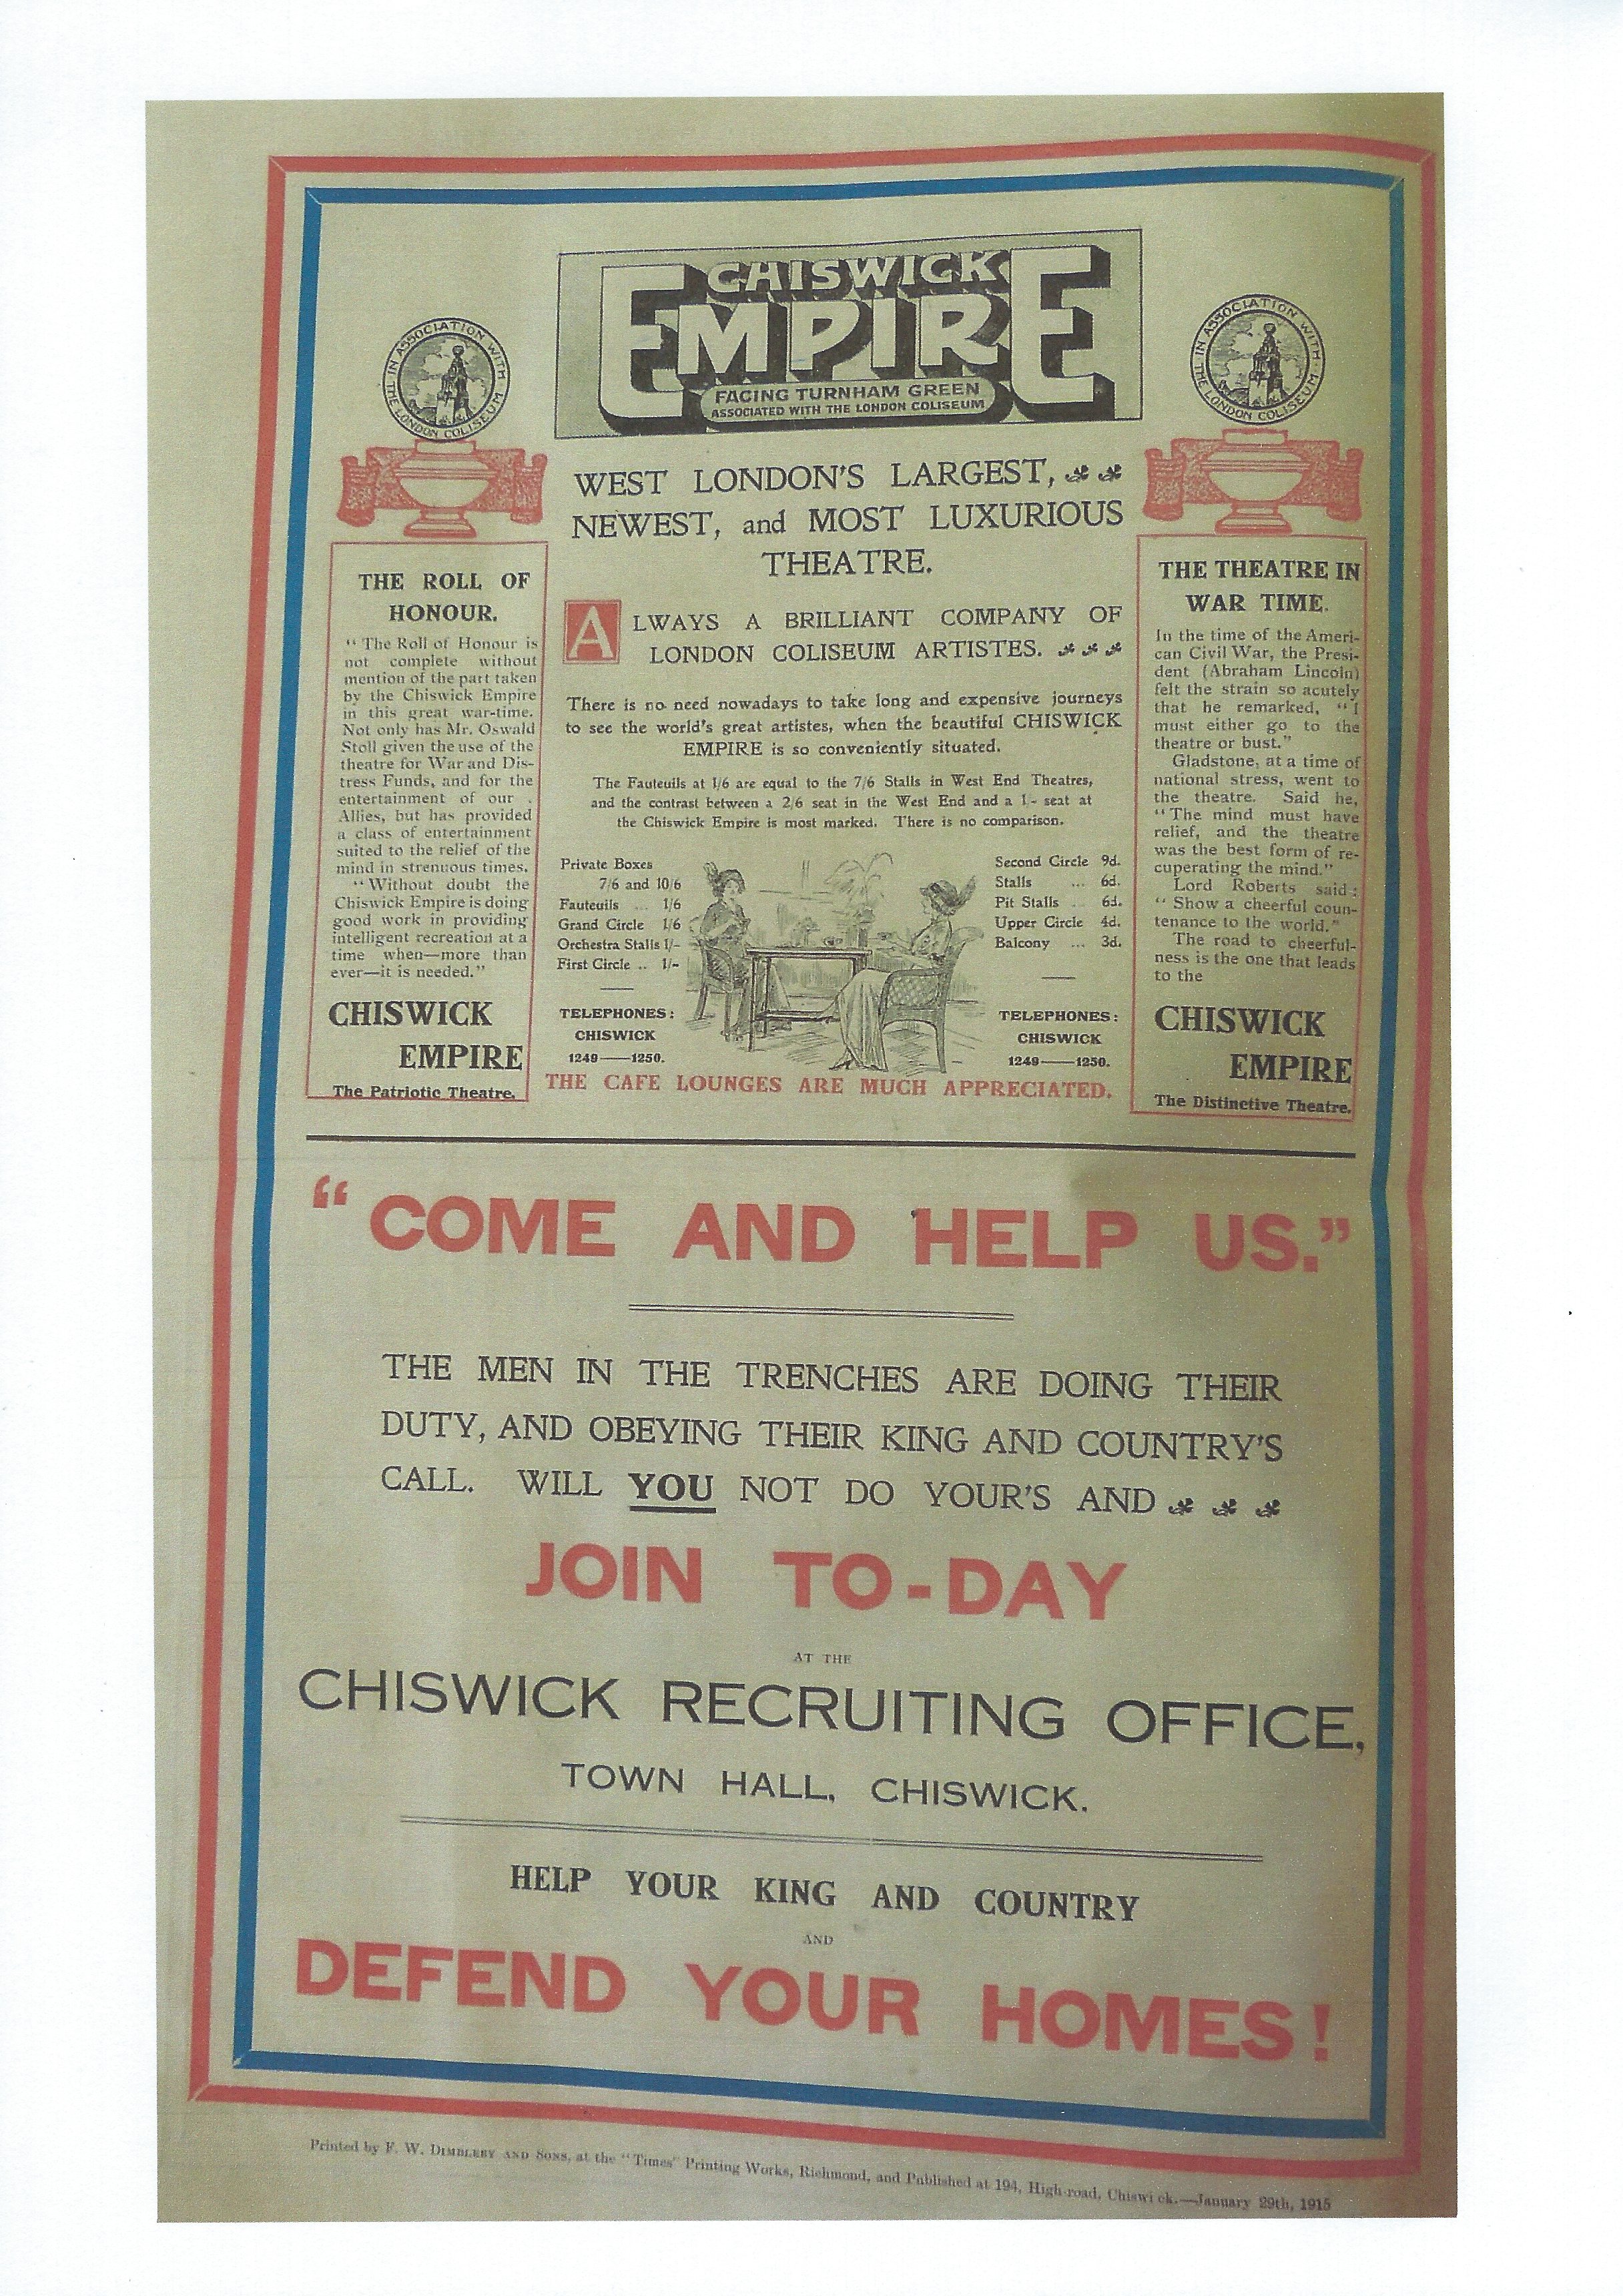 CHISWICK
EMPIRE
FACING TURNHAM GREEN
ASSOCIATED WITH THE LONDON COLISEUM
IN ASSOCIATION WITH THE LONDON COLISEUM
IN ASSOCIATION WITH THE LONDON COLISEUM
WEST LONDON'S LARGEST,
NEWEST, and MOST LUXURIOUS
THEATRE.
ALWAYS A BRILLIANT COMPANY OF
LONDON COLISEUM ARTISTES.
There is no need nowadays to take long and expensive journeys
to see the world's great artistes, when the beautiful CHISWICK
EMPIRE is so conveniently situated.
The Fauteuils at 1/6 are equal to the 7/6 Stalls in West End Theatres,
and the contrast between a 2/6 seat in the West End and a 1/- seat at
the Chiswick Empire is most marked. There is no comparison.
Private Boxes
7/6 and 10/6
Fauteuils ... 1/6
Grand Circle 1/6
Orchestra Stalls 1/-
First Circle .. 1/-
TELEPHONES:
CHISWICK
1249——1250.
Second Circle 9d.
Stalls ... 6d.
Pit Stalls ... 6d.
Upper Circle 4d.
Balcony ... 3d.
TELEPHONES:
CHISWICK
1249——1250.
THE CAFE LOUNGES ARE MUCH APPRECIATED.
THE ROLL OF
HONOUR.
"The Roll of Honour is
not complete without
mention of the part taken
by the Chiswick Empire
in this great war-time.
Not only has Mr. Oswald
Stoll given the use of the
theatre for War and Dis-
tress Funds, and for the
entertainment of our
Allies, but has provided
a class of entertainment
suited to the relief of the
mind in strenuous times.
"Without doubt the
Chiswick Empire is doing
good work in providing
intelligent recreation at a
time when—more than
ever—it is needed."
CHISWICK
EMPIRE
The Patriotic Theatre.
THE THEATRE IN
WAR TIME.
In the time of the Ameri-
can Civil War, the Presi-
dent (Abraham Lincoln)
felt the strain so acutely
that he remarked, "I
must either go to the
theatre or bust."
Gladstone, at a time of
national stress, went to
the theatre. Said he,
"The mind must have
relief, and the theatre
was the best form of re-
cuperating the mind."
Lord Roberts said:
"Show a cheerful coun-
tenance to the world."
The road to cheerful-
ness is the one that leads
to the
CHISWICK
EMPIRE
The Distinctive Theatre.
"COME AND HELP US."
THE MEN IN THE TRENCHES ARE DOING THEIR
DUTY, AND OBEYING THEIR KING AND COUNTRY'S
CALL. WILL YOU NOT DO YOUR'S AND
JOIN TO-DAY
AT THE
CHISWICK RECRUITING OFFICE,
TOWN HALL, CHISWICK.
HELP YOUR KING AND COUNTRY
AND
DEFEND YOUR HOMES!
Printed by F. W. DIMBLEBY AND SONS, at the "Times" Printing Works, Richmond, and Published at 194, High-road, Chiswick.—January 29th, 1915